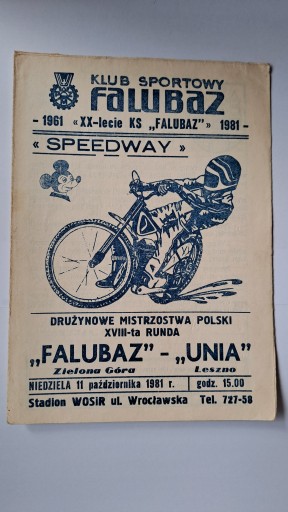 KLUB SPORTOWY
FALUBAZ
- 1961 « XX-lecie KS „FALUBAZ" » 1981 -
« SPEEDWAY »
DRUŻYNOWE MISTRZOSTWA POLSKI
XVIII-ta RUNDA
„FALUBAZ" - „UNIA"
Zielona Góra Leszno
NIEDZIELA 11 października 1981 r. godz. 15.00
Stadion WOSiR ul. Wrocławska Tel. 727-58